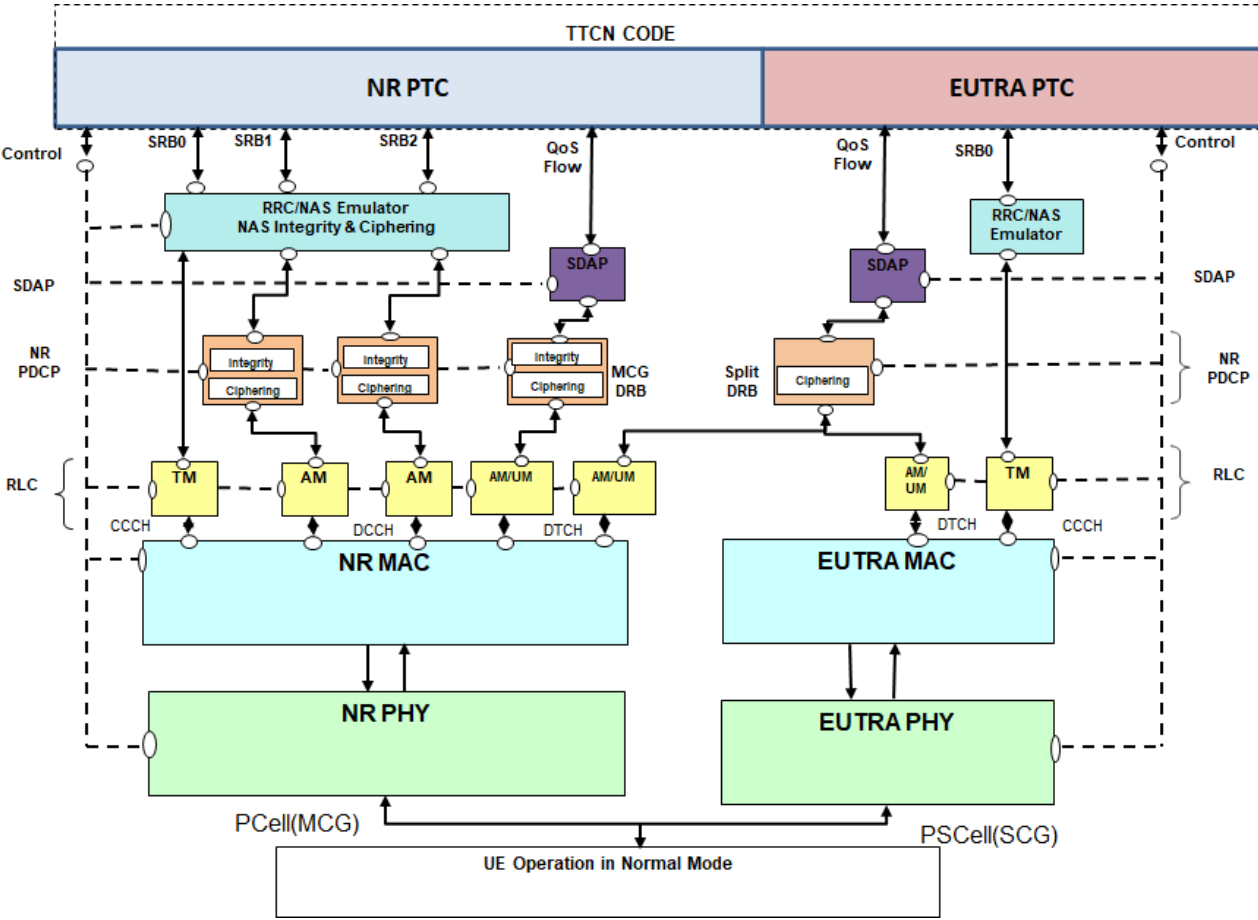 TTCN CODE
NR PTC
EUTRA PTC
Control
SRB0
SRB1
SRB2
QoS
Flow
QoS
Flow
SRB0
Control
RRC/NAS Emulator
NAS Integrity & Ciphering
RRC/NAS
Emulator
SDAP
SDAP
SDAP
SDAP
NR
PDCP
Integrity
Ciphering
Integrity
Ciphering
Integrity
Ciphering
MCG
DRB
Split
DRB
Ciphering
NR
PDCP
RLC
TM
AM
AM
AM/UM
AM/UM
AM/
UM
TM
RLC
CCCH
DCCH
DTCH
DTCH
CCCH
NR MAC
EUTRA MAC
NR PHY
EUTRA PHY
PCell(MCG)
PSCell(SCG)
UE Operation in Normal Mode